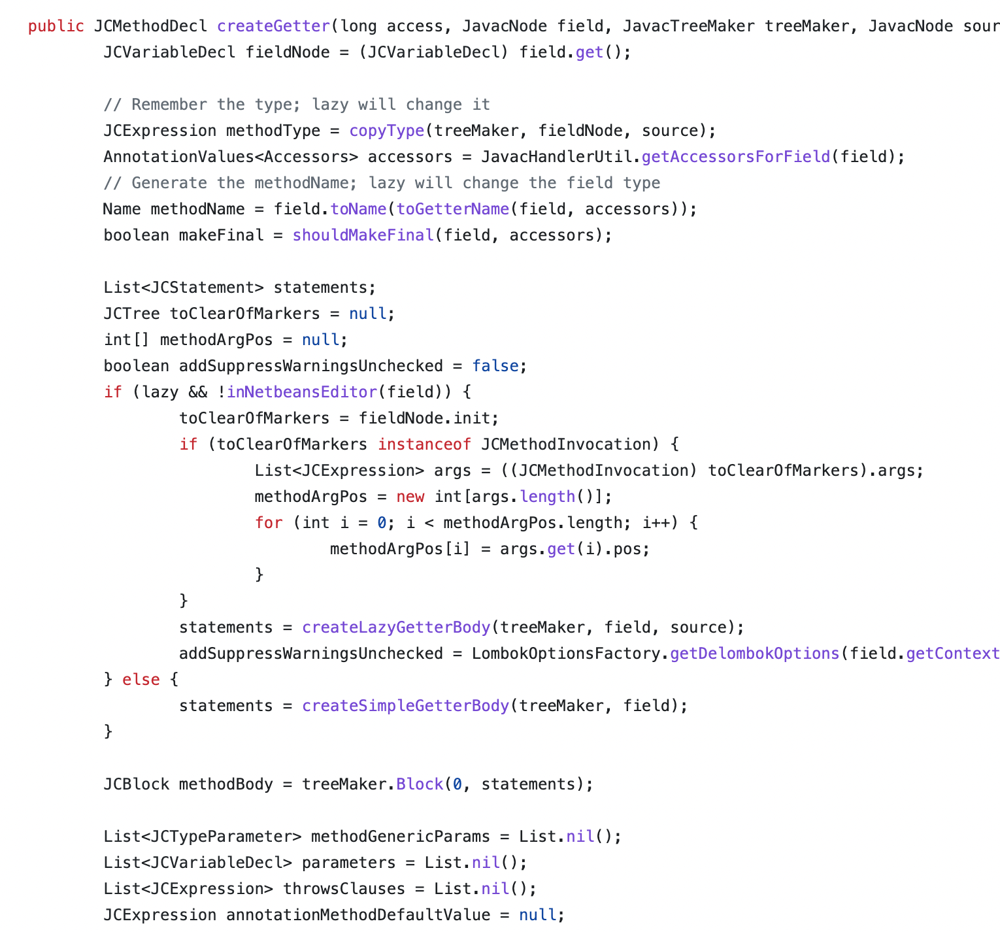 public JCMethodDecl createGetter(long access, JavacNode field, JavacTreeMaker treeMaker, JavacNode sour
JCVariableDecl fieldNode = (JCVariableDecl) field.get();
// Remember the type; lazy will change it
JCExpression methodType = copyType(treeMaker, fieldNode, source);
AnnotationValues<Accessors> accessors = JavacHandlerUtil.getAccessorsForField(field);
// Generate the methodName; lazy will change the field type
Name methodName = field.toName(toGetterName(field, accessors));
boolean makeFinal = shouldMakeFinal(field, accessors);
List<JCStatement> statements;
JCTree toClearOfMarkers = null;
int[] methodArgPos = null;
boolean addSuppressWarningsUnchecked = false;
if (lazy && !inNetbeansEditor(field)) {
toClearOfMarkers = fieldNode.init;
if (toClearOfMarkers instanceof JCMethodInvocation) {
List<JCExpression> args = ((JCMethodInvocation) toClearOfMarkers).args;
methodArgPos = new int[args.length()];
for (int i = 0; i < methodArgPos.length; i++) {
methodArgPos[i] = args.get(i).pos;
}
}
statements = createLazyGetterBody(treeMaker, field, source);
addSuppressWarningsUnchecked = LombokOptionsFactory.getDelombokOptions(field.getContext
} else {
statements = createSimpleGetterBody(treeMaker, field);
}
JCBlock methodBody = treeMaker.Block(0, statements);
List<JCTypeParameter> methodGenericParams = List.nil();
List<JCVariableDecl> parameters = List.nil();
List<JCExpression> throwsClauses = List.nil();
JCExpression annotationMethodDefaultValue = null;